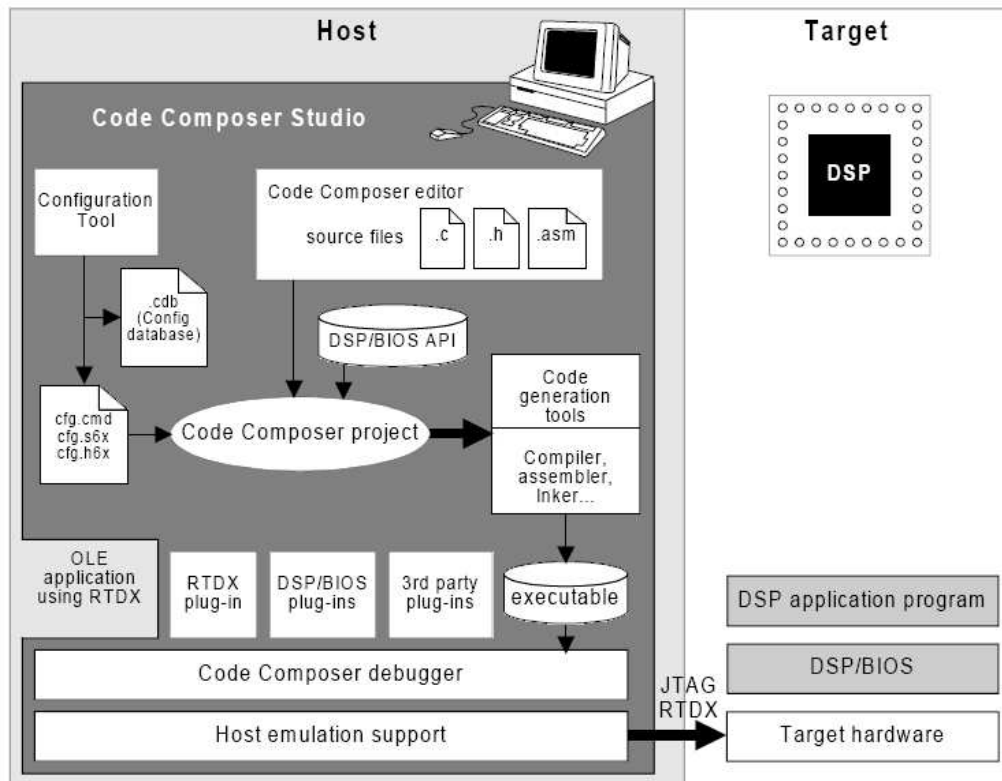 Host
Target
Code Composer Studio
DSP
Configuration
Tool
Code Composer editor
source files
.c
.h
.asm
.cdb
(Config
database)
DSP/BIOS API
Code
generation
tools
cfg.cmd
cfg.s6x
cfg.h6x
Code Composer project
Compiler,
assembler,
linker...
OLE
application
using RTDX
RTDX
plug-in
DSP/BIOS
plug-ins
3rd party
plug-ins
executable
DSP application program
Code Composer debugger
DSP/BIOS
JTAG
RTDX
Host emulation support
Target hardware